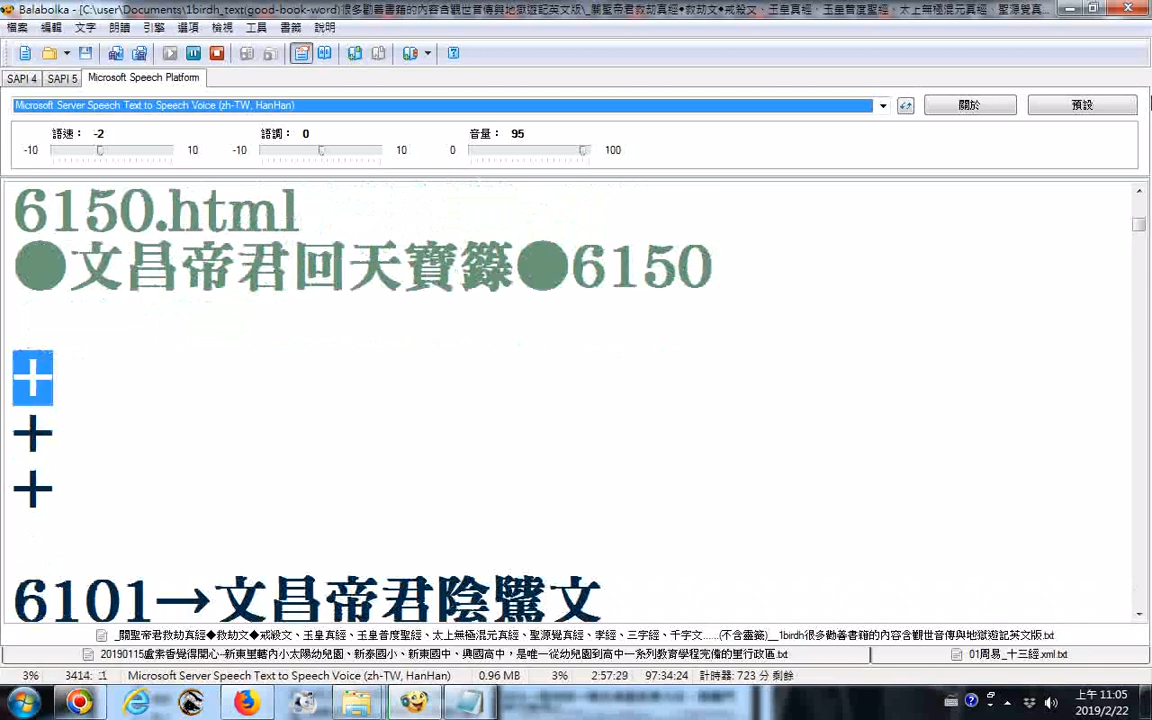 Balabolka - [C:\user\Documents\1birdh_text(good-book-word)很多勸善書籍的內容含觀世音傳與地獄遊記英文版\_關聖帝君救劫真經◆救劫文◆戒殺文、玉皇真經、玉皇普度聖經、太上無極混元真經、聖源覺真經、孝經、三字經、千字文...
檔案 編輯 文字 朗讀 引擎 選項 檢視 工具 書籤 說明
SAPI 4 SAPI 5 Microsoft Speech Platform
Microsoft Server Speech Text to Speech Voice (zh-TW, HanHan) 關於 預設
語速： -2 語調： 0 音量： 95
-10 10 -10 10 0 100
6150.html
●文昌帝君回天寶籙●6150
+
+
+
6101→文昌帝君陰騭文
_關聖帝君救劫真經◆救劫文◆戒殺文、玉皇真經、玉皇普度聖經、太上無極混元真經、聖源覺真經、孝經、三字經、千字文......(不含靈籤)__1birdh很多勸善書籍的內容含觀世音傳與地獄遊記英文版.txt
20190115盧素香覺得開心--新東里轄內小太陽幼兒園、新泰國小、新東國中、興國高中，是唯一從幼兒園到高中一系列教育學程完備的里行政區.txt 01周易_十三經.xml.txt
3% 3414: 1 Microsoft Server Speech Text to Speech Voice (zh-TW, HanHan) 0.96 MB 3% 2:57:29 97:34:24 計時器: 723 分 剩餘
上午 11:05
2019/2/22